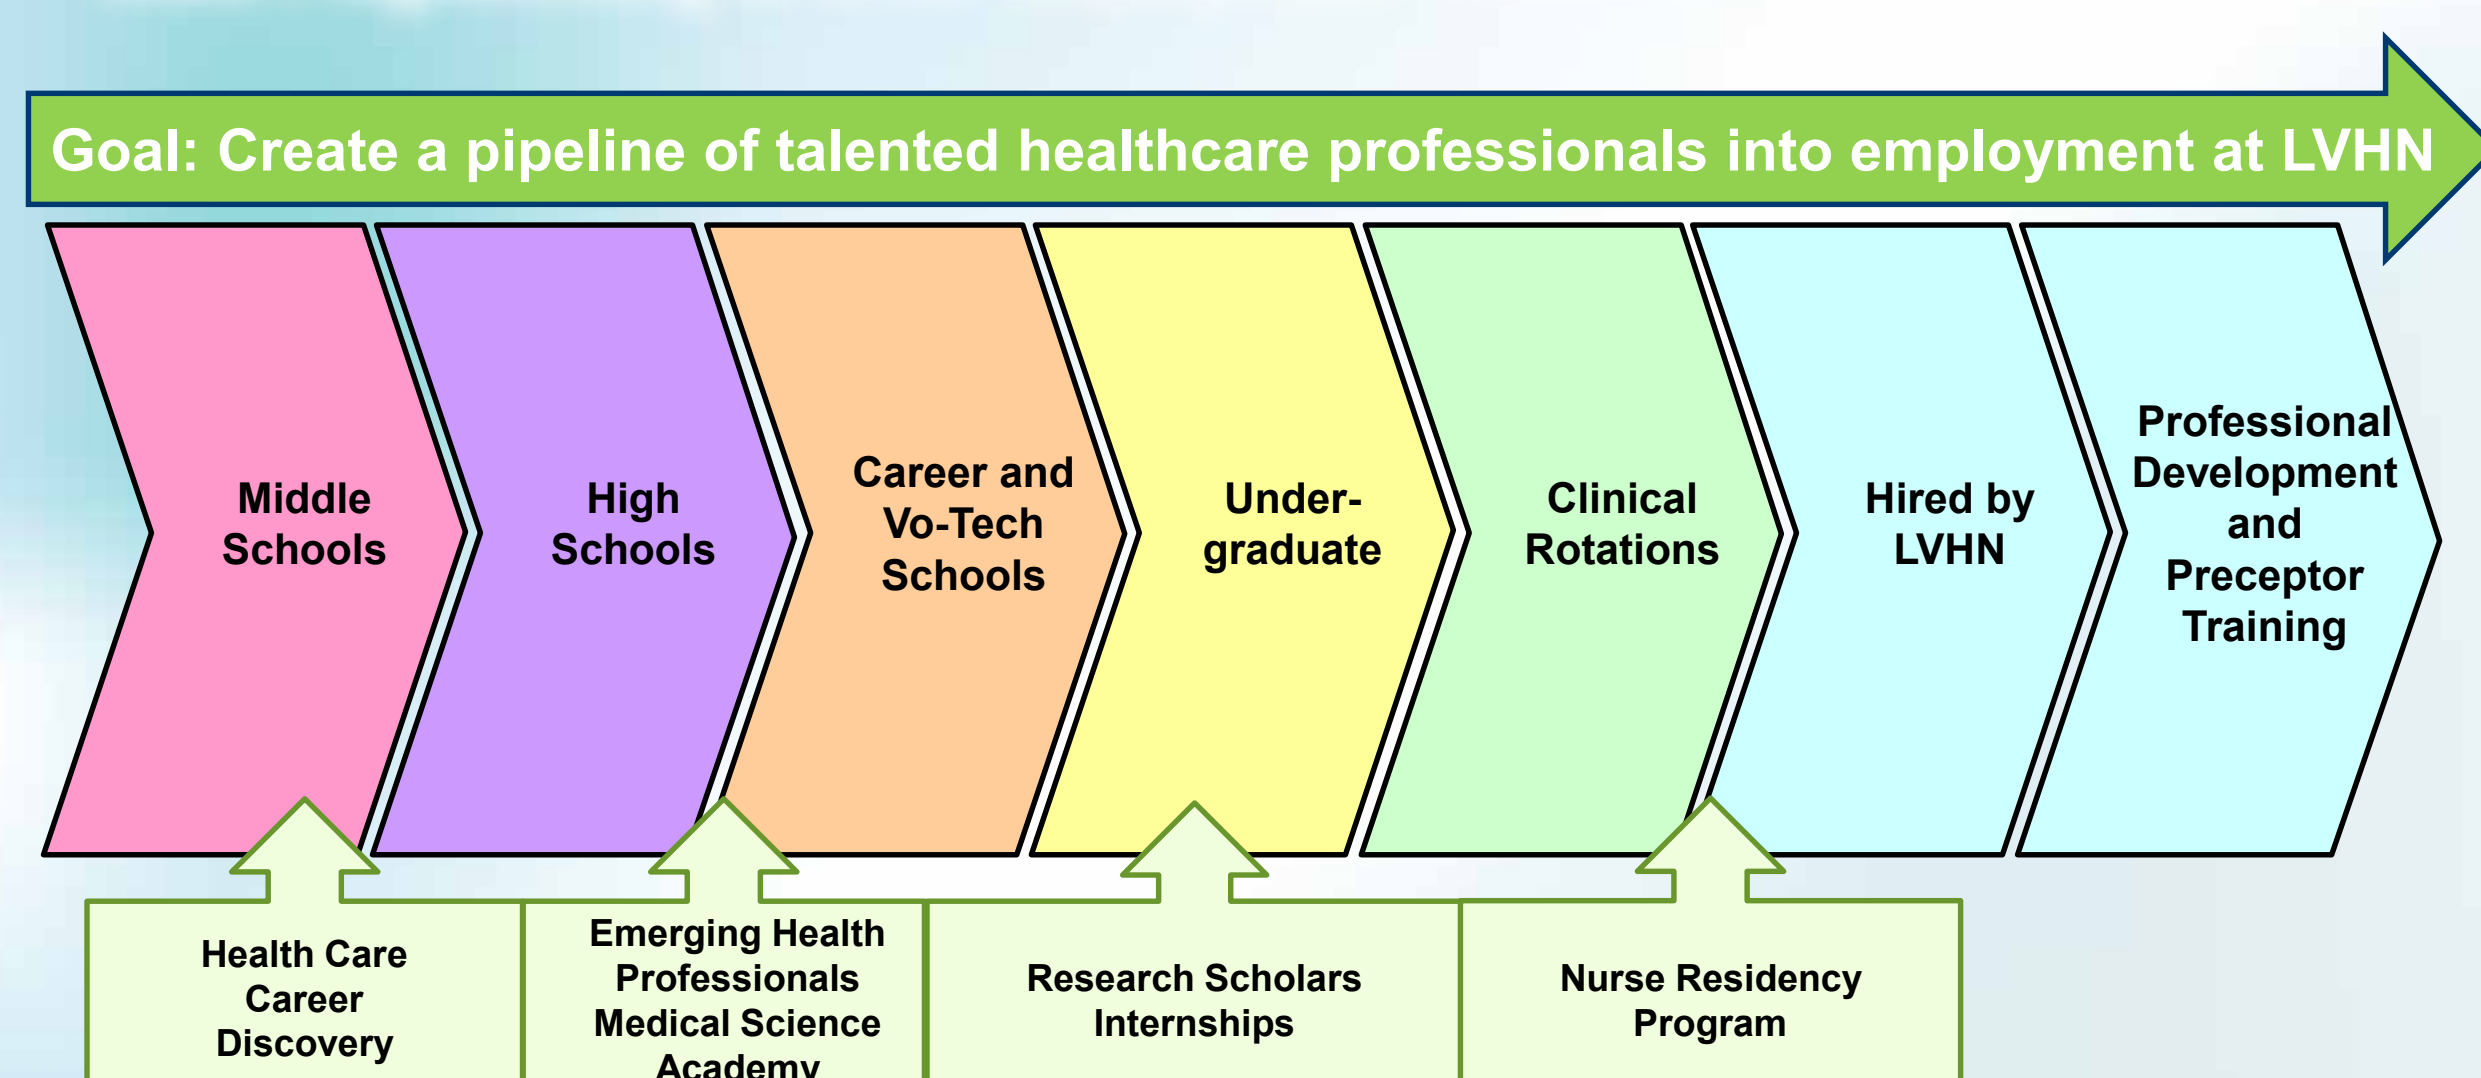 Goal: Create a pipeline of talented healthcare professionals into employment at LVHN
Middle
Schools
High
Schools
Career and
Vo-Tech
Schools
Under-
graduate
Clinical
Rotations
Hired by
LVHN
Professional
Development
and
Preceptor
Training
Health Care
Career
Discovery
Emerging Health
Professionals
Medical Science
Academy
Research Scholars
Internships
Nurse Residency
Program